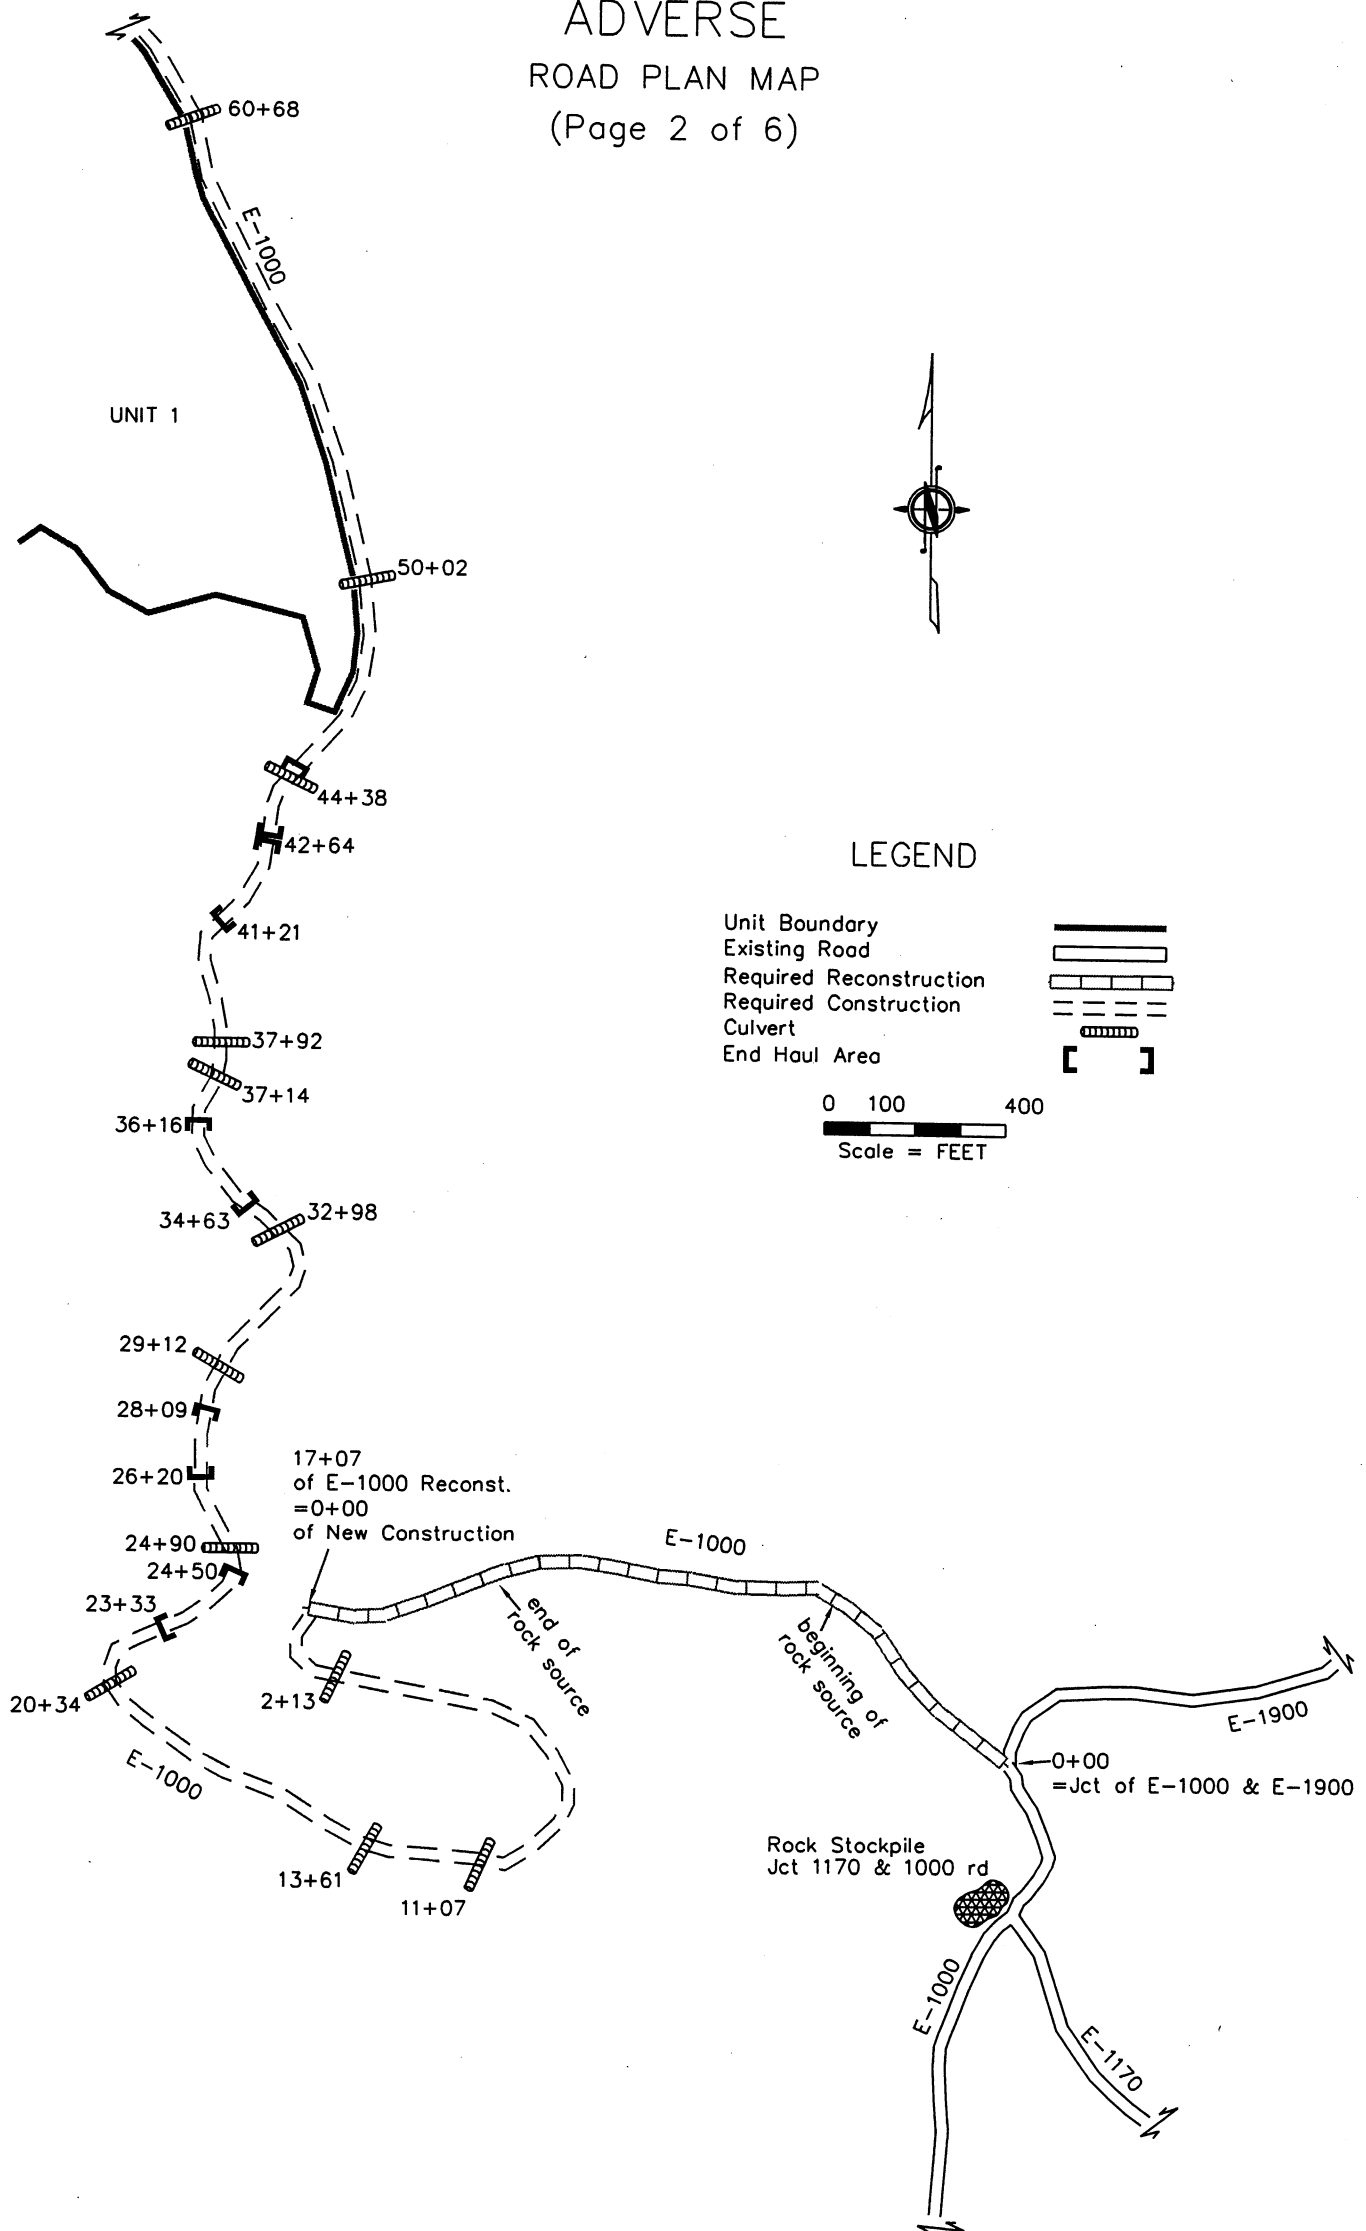 ADVERSE
ROAD PLAN MAP
(Page 2 of 6)
60+68
E-1000
UNIT 1
50+02
44+38
42+64
41+21
37+92
37+14
36+16
34+63
32+98
29+12
28+09
26+20
24+90
24+50
23+33
20+34
LEGEND
Unit Boundary
Existing Road
Required Reconstruction
Required Construction
Culvert
End Haul Area
0 100 400
Scale = FEET
17+07
of E-1000 Reconst.
=0+00
of New Construction
E-1000
end of
rock source
beginning of
rock source
2+13
E-1000
13+61
11+07
E-1900
0+00
=Jct of E-1000 & E-1900
Rock Stockpile
Jct 1170 & 1000 rd
E-1000
E-1170